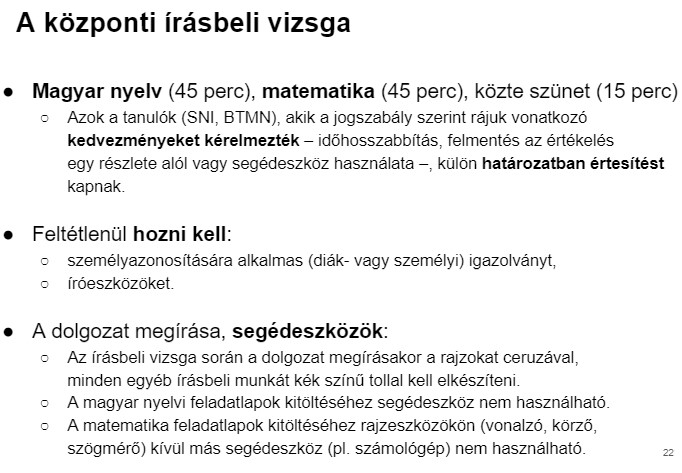 A központi írásbeli vizsga
● Magyar nyelv (45 perc), matematika (45 perc), közte szünet (15 perc)
○ Azok a tanulók (SNI, BTMN), akik a jogszabály szerint rájuk vonatkozó
kedvezményeket kérelmezték – időhosszabbítás, felmentés az értékelés
egy részlete alól vagy segédeszköz használata –, külön határozatban értesítést
kapnak.
● Feltétlenül hozni kell:
○ személyazonosítására alkalmas (diák- vagy személyi) igazolványt,
○ íróeszközöket.
● A dolgozat megírása, segédeszközök:
○ Az írásbeli vizsga során a dolgozat megírásakor a rajzokat ceruzával,
minden egyéb írásbeli munkát kék színű tollal kell elkészíteni.
○ A magyar nyelvi feladatlapok kitöltéséhez segédeszköz nem használható.
○ A matematika feladatlapok kitöltéséhez rajzeszközökön (vonalzó, körző,
szögmérő) kívül más segédeszköz (pl. számológép) nem használható.
22